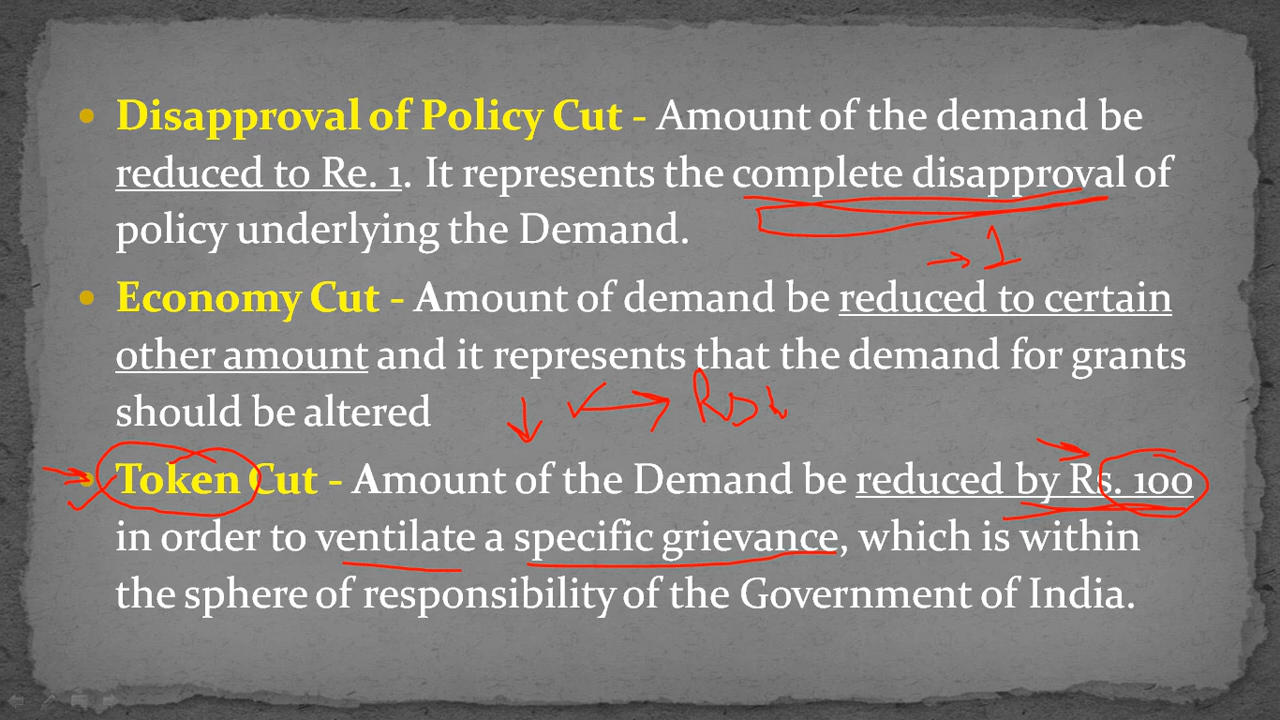 • Disapproval of Policy Cut - Amount of the demand be
reduced to Re. 1. It represents the complete disapproval of
policy underlying the Demand.
→ 1
• Economy Cut - Amount of demand be reduced to certain
other amount and it represents that the demand for grants
should be altered
• Token Cut - Amount of the Demand be reduced by Rs. 100
in order to ventilate a specific grievance, which is within
the sphere of responsibility of the Government of India.